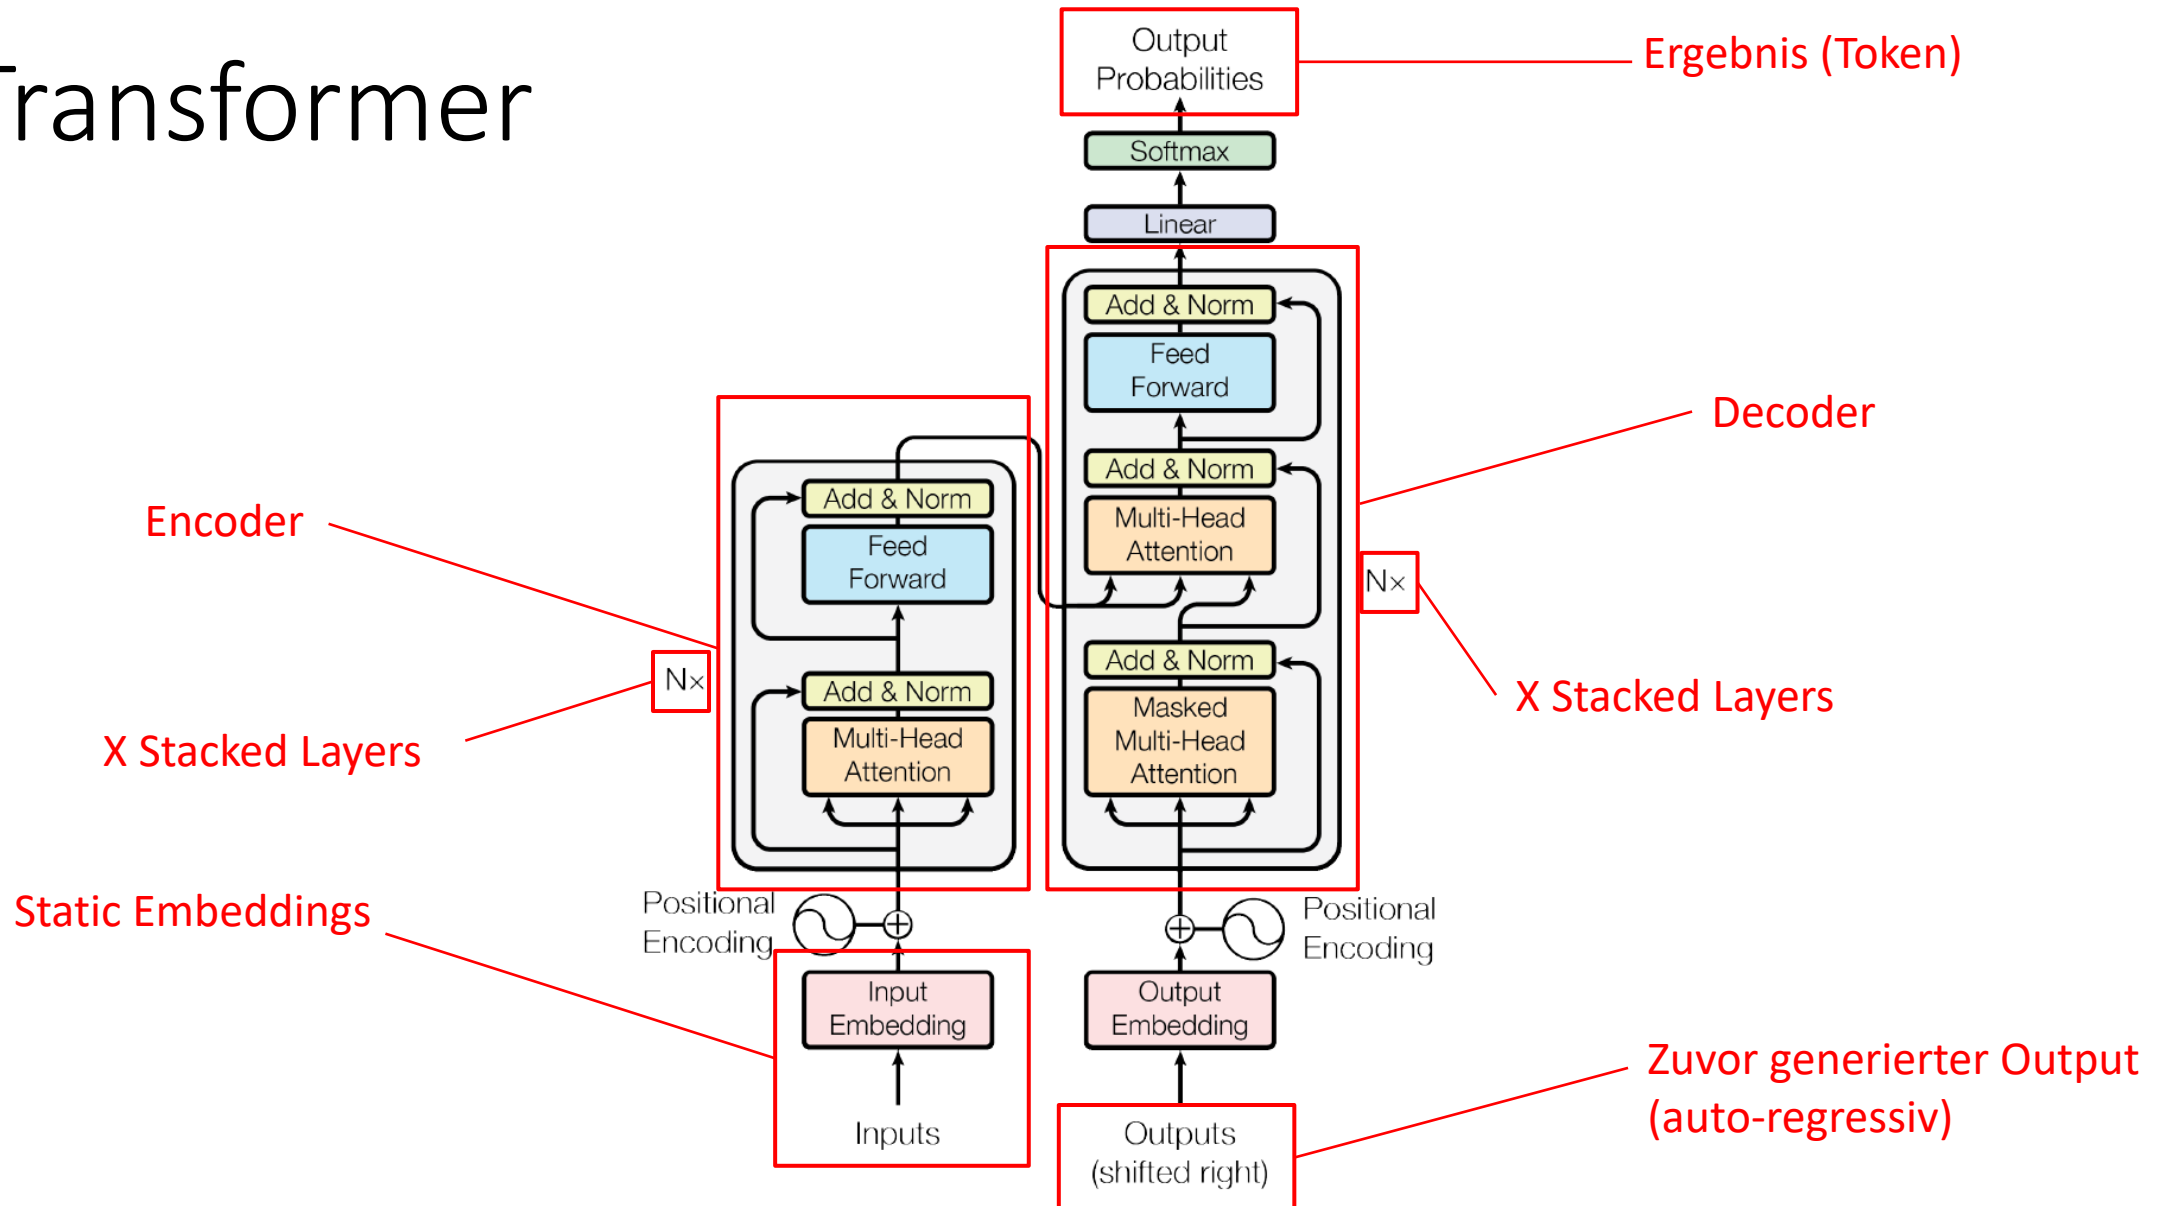 Transformer
Output
Probabilities
Ergebnis (Token)
Softmax
Linear
Add & Norm
Feed
Forward
Decoder
Add & Norm
Multi-Head
Attention
Nx
X Stacked Layers
Add & Norm
Masked
Multi-Head
Attention
Encoder
Add & Norm
Feed
Forward
Nx
X Stacked Layers
Add & Norm
Multi-Head
Attention
Static Embeddings
Positional
Encoding
Positional
Encoding
Input
Embedding
Output
Embedding
Inputs
Outputs
(shifted right)
Zuvor generierter Output
(auto-regressiv)